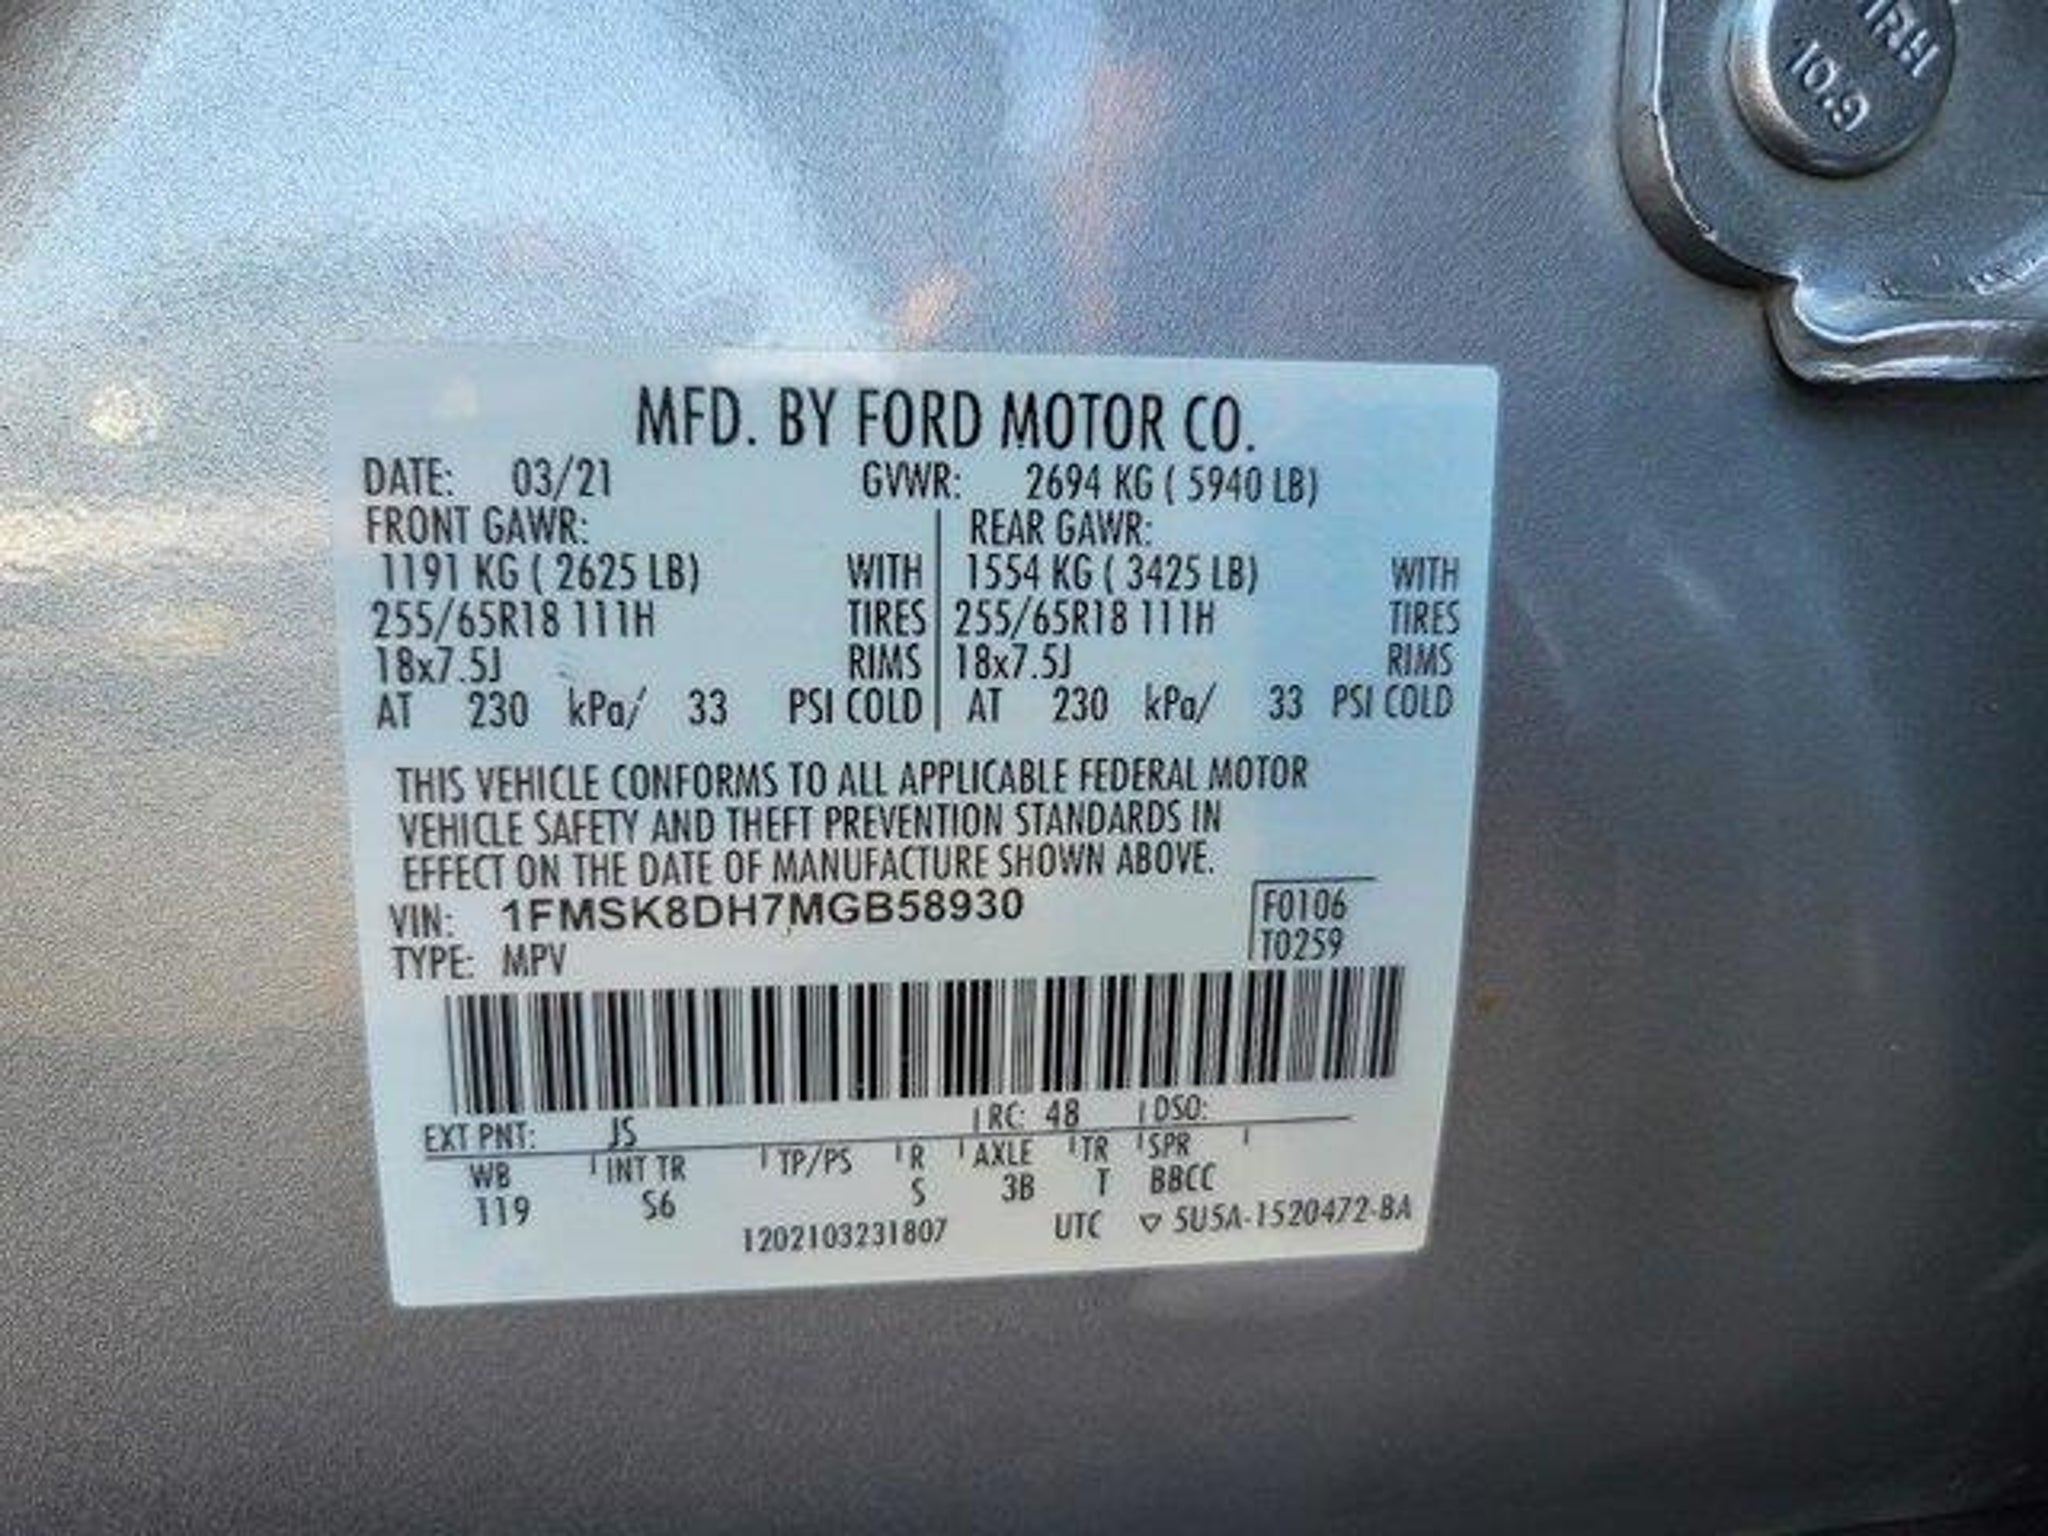 HRL
10.9
MFD. BY FORD MOTOR CO.
DATE: 03/21 GVWR: 2694 KG ( 5940 LB)
FRONT GAWR: REAR GAWR:
1191 KG ( 2625 LB) WITH 1554 KG ( 3425 LB) WITH
255/65R18 111H TIRES 255/65R18 111H TIRES
18x7.5J RIMS 18x7.5J RIMS
AT 230 kPa/ 33 PSI COLD AT 230 kPa/ 33 PSI COLD
THIS VEHICLE CONFORMS TO ALL APPLICABLE FEDERAL MOTOR
VEHICLE SAFETY AND THEFT PREVENTION STANDARDS IN
EFFECT ON THE DATE OF MANUFACTURE SHOWN ABOVE.
VIN: 1FMSK8DH7MGB58930 F0106
TYPE: MPV T0259
EXT PNT: JS RC: 48 DSO:
WB INT TR TP/PS R AXLE TR SPR
119 S6 S 3B T BBCC
1202103231807 UTC ▽ 5U5A-1520472-BA